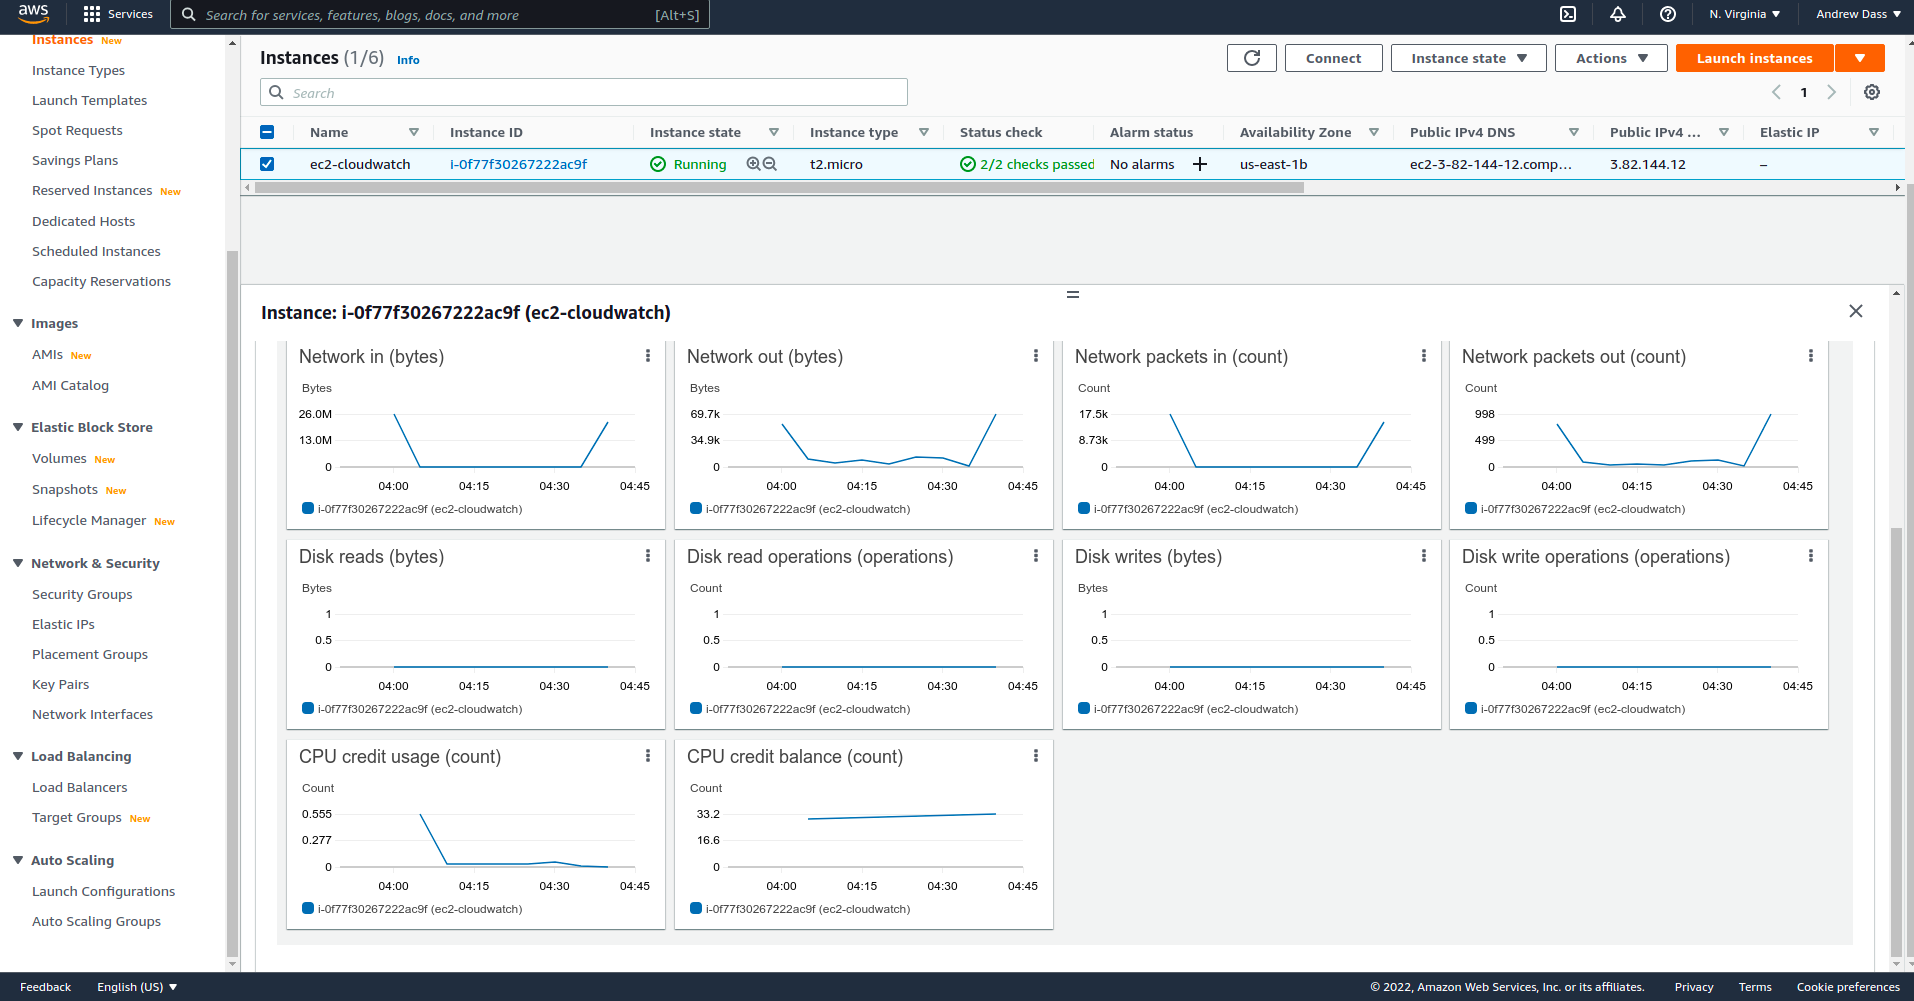 aws
Services
Search for services, features, blogs, docs, and more
[Alt+S]
N. Virginia
Andrew Dass
Instances New
Instance Types
Launch Templates
Spot Requests
Savings Plans
Reserved Instances New
Dedicated Hosts
Scheduled Instances
Capacity Reservations
Images
AMIs New
AMI Catalog
Elastic Block Store
Volumes New
Snapshots New
Lifecycle Manager New
Network & Security
Security Groups
Elastic IPs
Placement Groups
Key Pairs
Network Interfaces
Load Balancing
Load Balancers
Target Groups New
Auto Scaling
Launch Configurations
Auto Scaling Groups
Instances (1/6) Info
Connect
Instance state
Actions
Launch instances
Search
1
Name Instance ID Instance state Instance type Status check Alarm status Availability Zone Public IPv4 DNS Public IPv4 ... Elastic IP
ec2-cloudwatch i-0f77f30267222ac9f Running t2.micro 2/2 checks passed No alarms us-east-1b ec2-3-82-144-12.comp... 3.82.144.12 –
Instance: i-0f77f30267222ac9f (ec2-cloudwatch)
Network in (bytes)
Bytes
26.0M
13.0M
0
04:00 04:15 04:30 04:45
i-0f77f30267222ac9f (ec2-cloudwatch)
Network out (bytes)
Bytes
69.7k
34.9k
0
04:00 04:15 04:30 04:45
i-0f77f30267222ac9f (ec2-cloudwatch)
Network packets in (count)
Count
17.5k
8.73k
0
04:00 04:15 04:30 04:45
i-0f77f30267222ac9f (ec2-cloudwatch)
Network packets out (count)
Count
998
499
0
04:00 04:15 04:30 04:45
i-0f77f30267222ac9f (ec2-cloudwatch)
Disk reads (bytes)
Bytes
1
0.5
0
04:00 04:15 04:30 04:45
i-0f77f30267222ac9f (ec2-cloudwatch)
Disk read operations (operations)
Count
1
0.5
0
04:00 04:15 04:30 04:45
i-0f77f30267222ac9f (ec2-cloudwatch)
Disk writes (bytes)
Bytes
1
0.5
0
04:00 04:15 04:30 04:45
i-0f77f30267222ac9f (ec2-cloudwatch)
Disk write operations (operations)
Count
1
0.5
0
04:00 04:15 04:30 04:45
i-0f77f30267222ac9f (ec2-cloudwatch)
CPU credit usage (count)
Count
0.555
0.277
0
04:00 04:15 04:30 04:45
i-0f77f30267222ac9f (ec2-cloudwatch)
CPU credit balance (count)
Count
33.2
16.6
0
04:00 04:15 04:30 04:45
i-0f77f30267222ac9f (ec2-cloudwatch)
Feedback English (US)
© 2022, Amazon Web Services, Inc. or its affiliates. Privacy Terms Cookie preferences